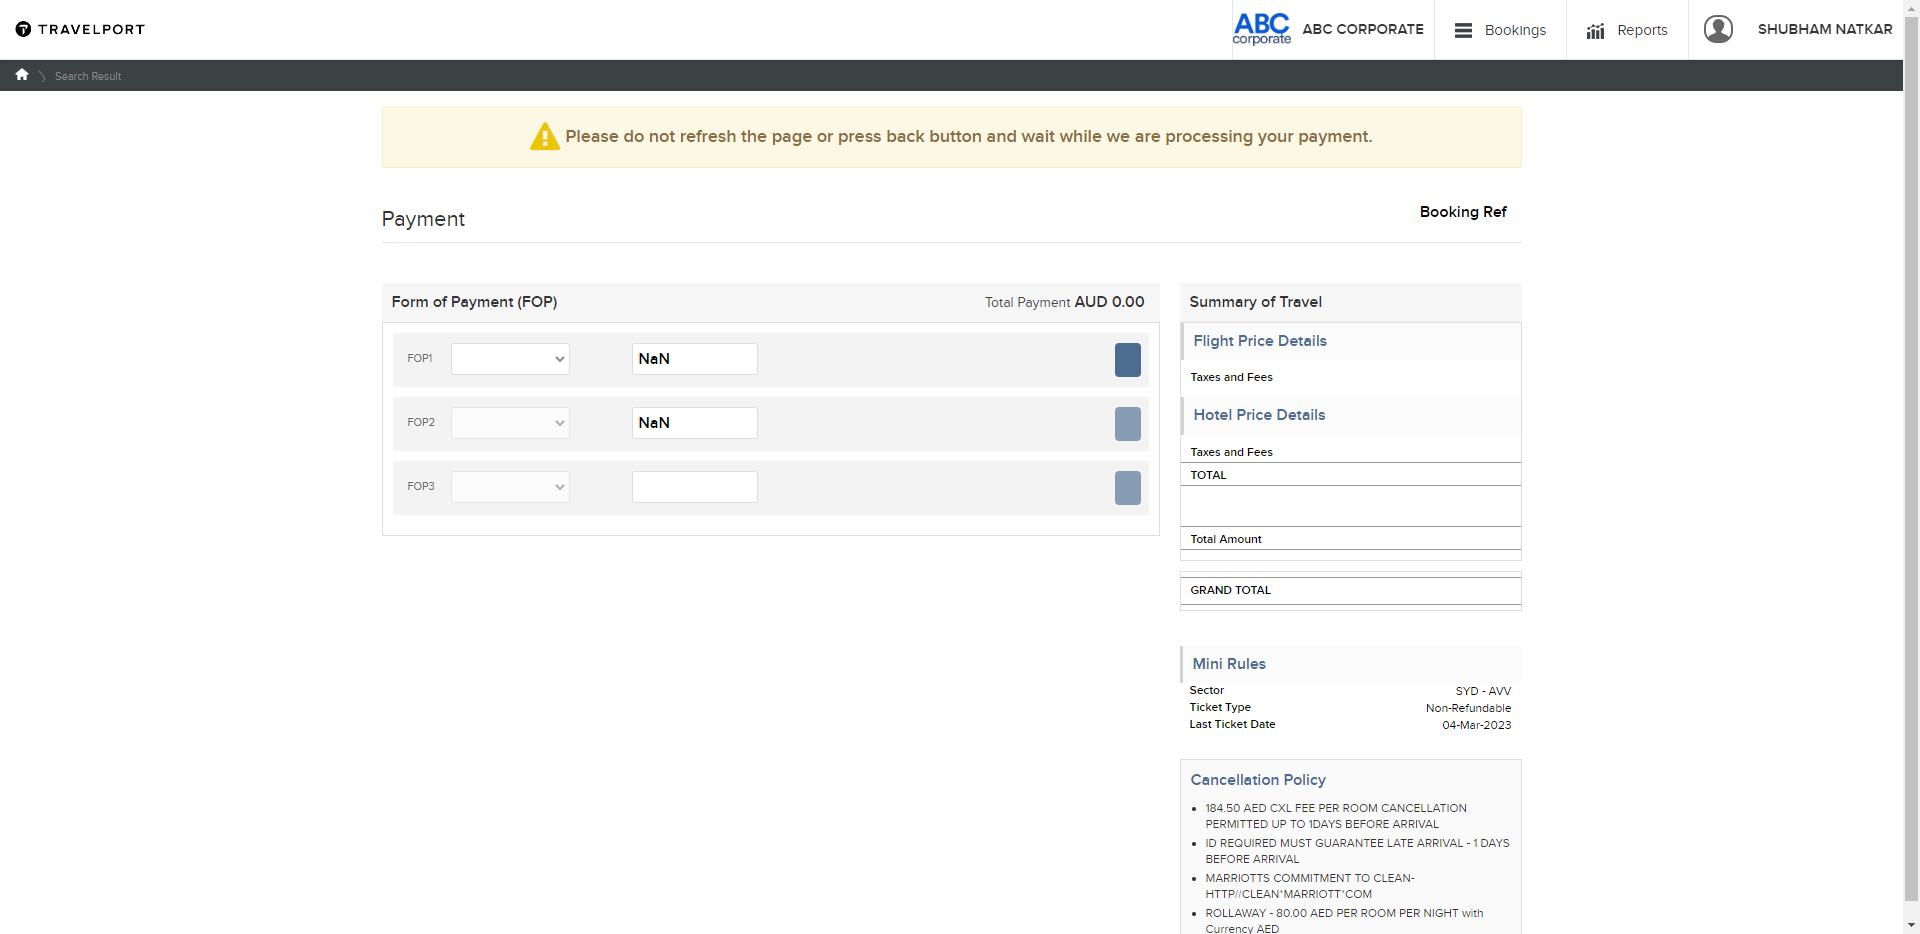 TRAVELPORT
ABC
corporate
ABC CORPORATE
Bookings
Reports
SHUBHAM NATKAR
Search Result
Please do not refresh the page or press back button and wait while we are processing your payment.
Payment
Booking Ref
Form of Payment (FOP)
Total Payment AUD 0.00
FOP1
NaN
FOP2
NaN
FOP3
Summary of Travel
Flight Price Details
Taxes and Fees
Hotel Price Details
Taxes and Fees
TOTAL
Total Amount
GRAND TOTAL
Mini Rules
Sector SYD - AVV
Ticket Type Non-Refundable
Last Ticket Date 04-Mar-2023
Cancellation Policy
184.50 AED CXL FEE PER ROOM CANCELLATION
PERMITTED UP TO 1DAYS BEFORE ARRIVAL
ID REQUIRED MUST GUARANTEE LATE ARRIVAL - 1 DAYS
BEFORE ARRIVAL
MARRIOTTS COMMITMENT TO CLEAN-
HTTP//CLEAN*MARRIOTT*COM
ROLLAWAY - 80.00 AED PER ROOM PER NIGHT with
Currency AED